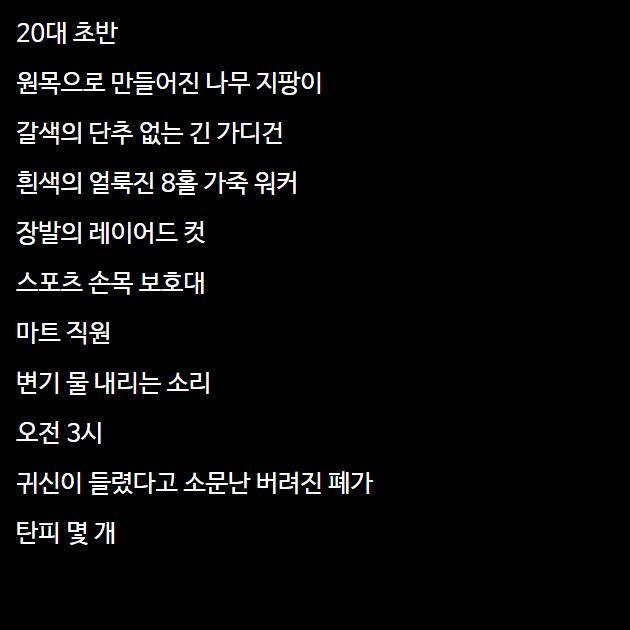 20대 초반
원목으로 만들어진 나무 지팡이
갈색의 단추 없는 긴 가디건
흰색의 얼룩진 8홀 가죽 워커
장발의 레이어드 컷
스포츠 손목 보호대
마트 직원
변기 물 내리는 소리
오전 3시
귀신이 들렸다고 소문난 버려진 폐가
탄피 몇 개